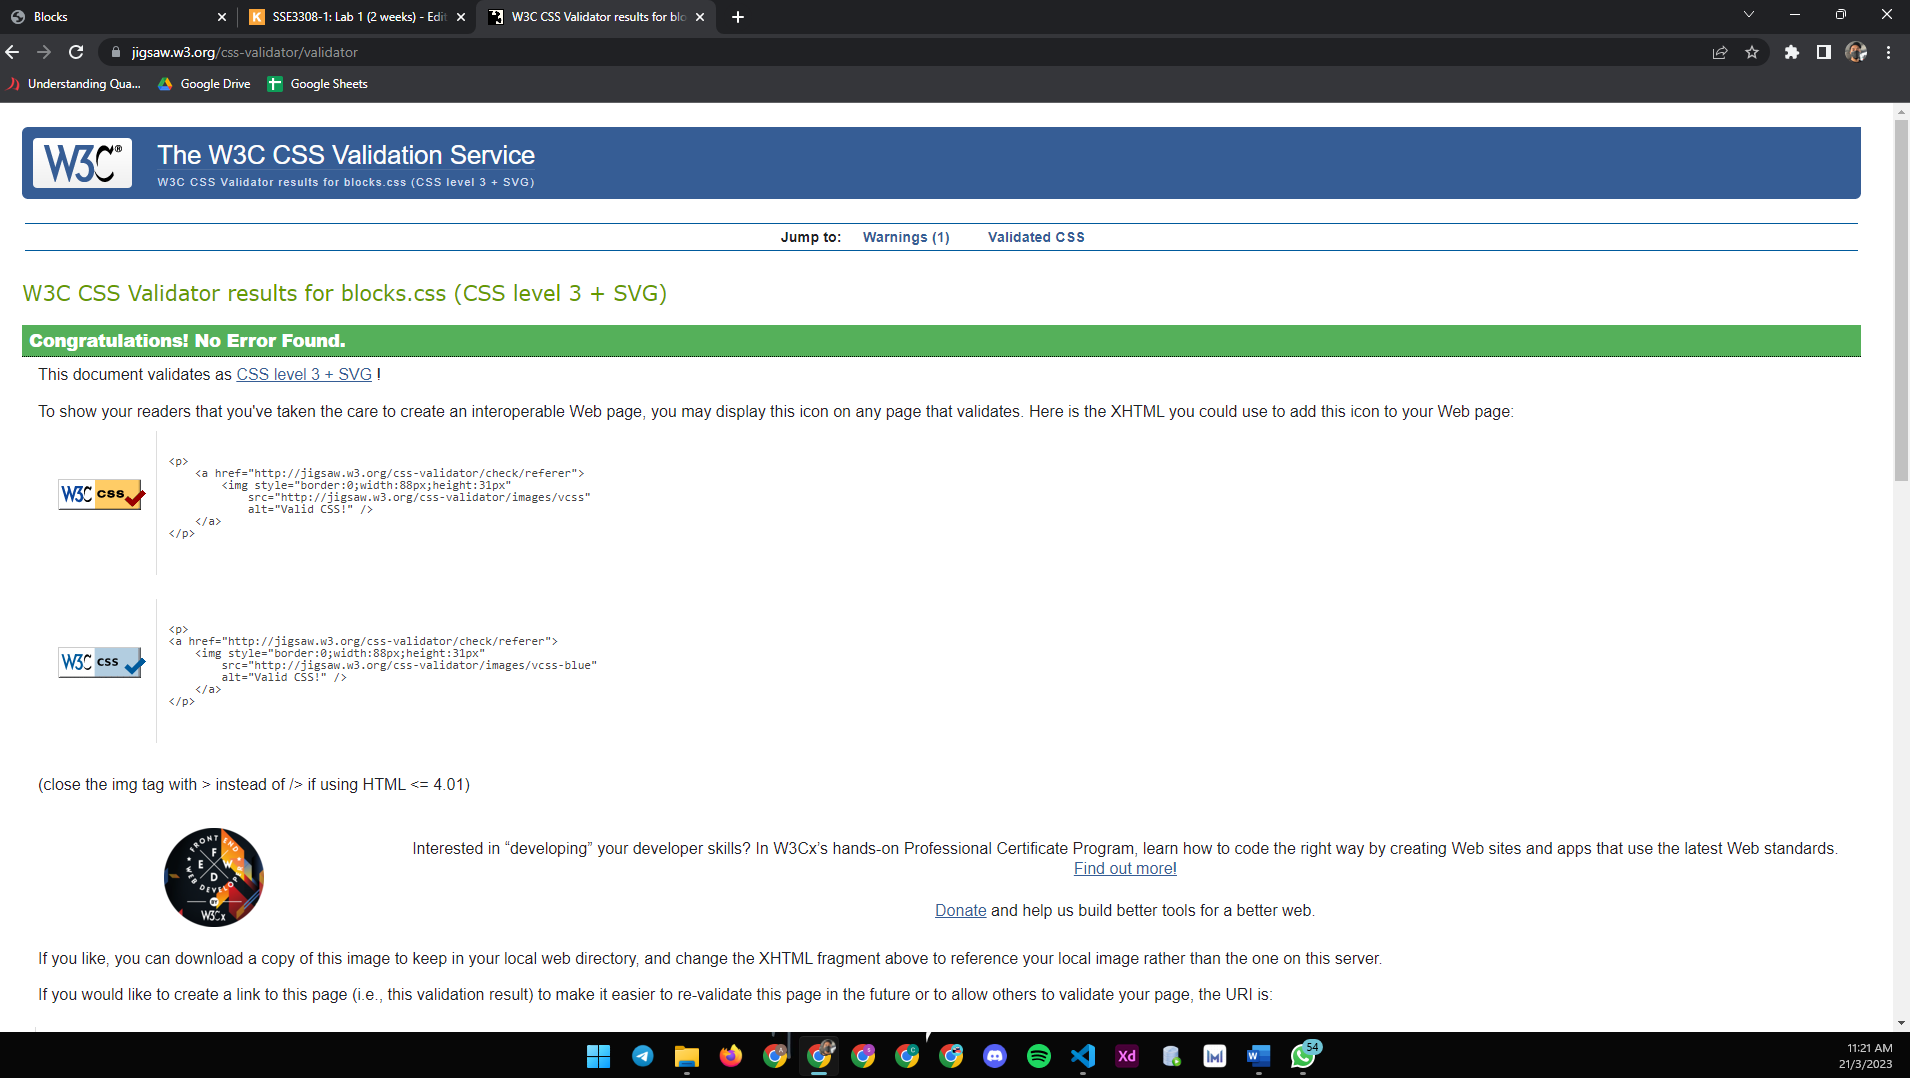 Blocks
SSE3308-1: Lab 1 (2 weeks) - Edit
W3C CSS Validator results for blo
jigsaw.w3.org/css-validator/validator
Understanding Qua...
Google Drive
Google Sheets
W3C®
The W3C CSS Validation Service
W3C CSS Validator results for blocks.css (CSS level 3 + SVG)
Jump to: Warnings (1) Validated CSS
W3C CSS Validator results for blocks.css (CSS level 3 + SVG)
Congratulations! No Error Found.
This document validates as CSS level 3 + SVG !
To show your readers that you've taken the care to create an interoperable Web page, you may display this icon on any page that validates. Here is the XHTML you could use to add this icon to your Web page:
W3C css
<p>
<a href="http://jigsaw.w3.org/css-validator/check/referer">
<img style="border:0;width:88px;height:31px"
src="http://jigsaw.w3.org/css-validator/images/vcss"
alt="Valid CSS!" />
</a>
</p>
W3C css
<p>
<a href="http://jigsaw.w3.org/css-validator/check/referer">
<img style="border:0;width:88px;height:31px"
src="http://jigsaw.w3.org/css-validator/images/vcss-blue"
alt="Valid CSS!" />
</a>
</p>
(close the img tag with > instead of /> if using HTML <= 4.01)
FRONT END
F E W D
WEB DEVELOPER
BY
W3Cx
Interested in “developing” your developer skills? In W3Cx’s hands-on Professional Certificate Program, learn how to code the right way by creating Web sites and apps that use the latest Web standards.
Find out more!
Donate and help us build better tools for a better web.
If you like, you can download a copy of this image to keep in your local web directory, and change the XHTML fragment above to reference your local image rather than the one on this server.
If you would like to create a link to this page (i.e., this validation result) to make it easier to re-validate this page in the future or to allow others to validate your page, the URI is:
Xd
54
11:21 AM
21/3/2023